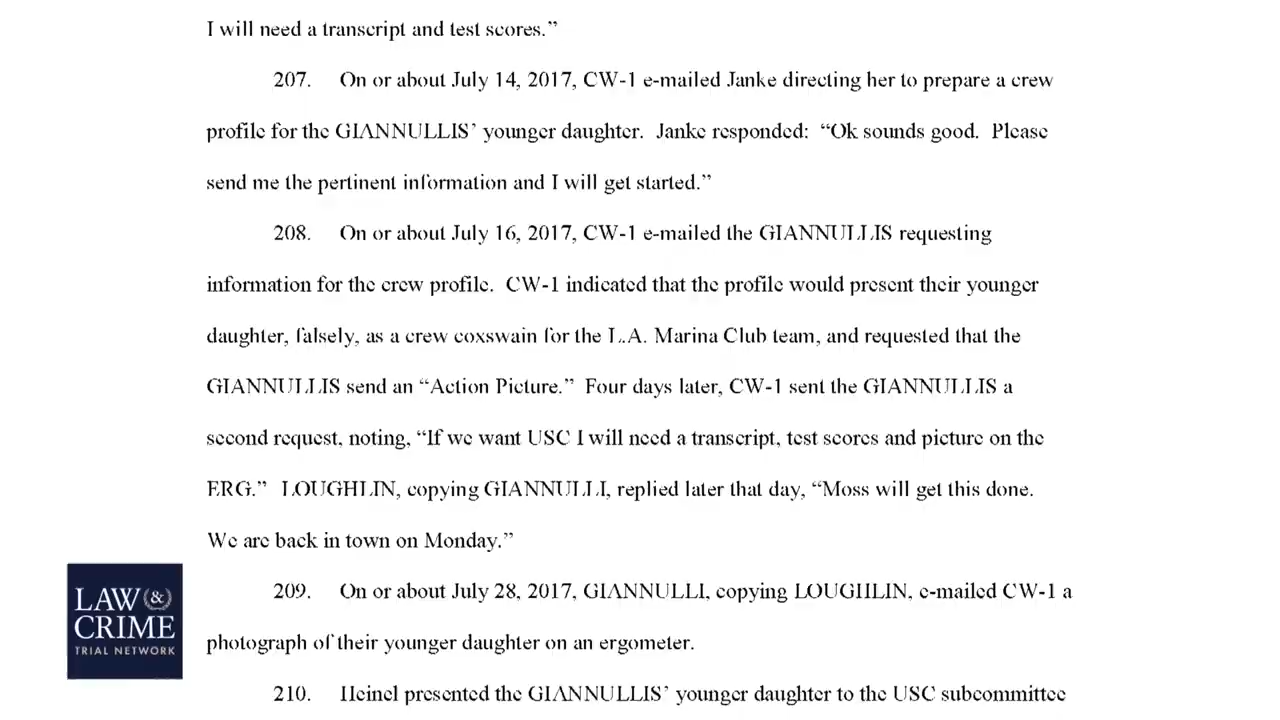 I will need a transcript and test scores.”
207. On or about July 14, 2017, CW-1 e-mailed Janke directing her to prepare a crew
profile for the GIANNULLIS’ younger daughter. Janke responded: “Ok sounds good. Please
send me the pertinent information and I will get started.”
208. On or about July 16, 2017, CW-1 e-mailed the GIANNULLIS requesting
information for the crew profile. CW-1 indicated that the profile would present their younger
daughter, falsely, as a crew coxswain for the L.A. Marina Club team, and requested that the
GIANNULLIS send an “Action Picture.” Four days later, CW-1 sent the GIANNULLIS a
second request, noting, “If we want USC I will need a transcript, test scores and picture on the
ERG.” LOUGHLIN, copying GIANNULLI, replied later that day, “Moss will get this done.
We are back in town on Monday.”
209. On or about July 28, 2017, GIANNULLI, copying LOUGHLIN, e-mailed CW-1 a
photograph of their younger daughter on an ergometer.
210. Heinel presented the GIANNULLIS’ younger daughter to the USC subcommittee
LAW &
CRIME
TRIAL NETWORK